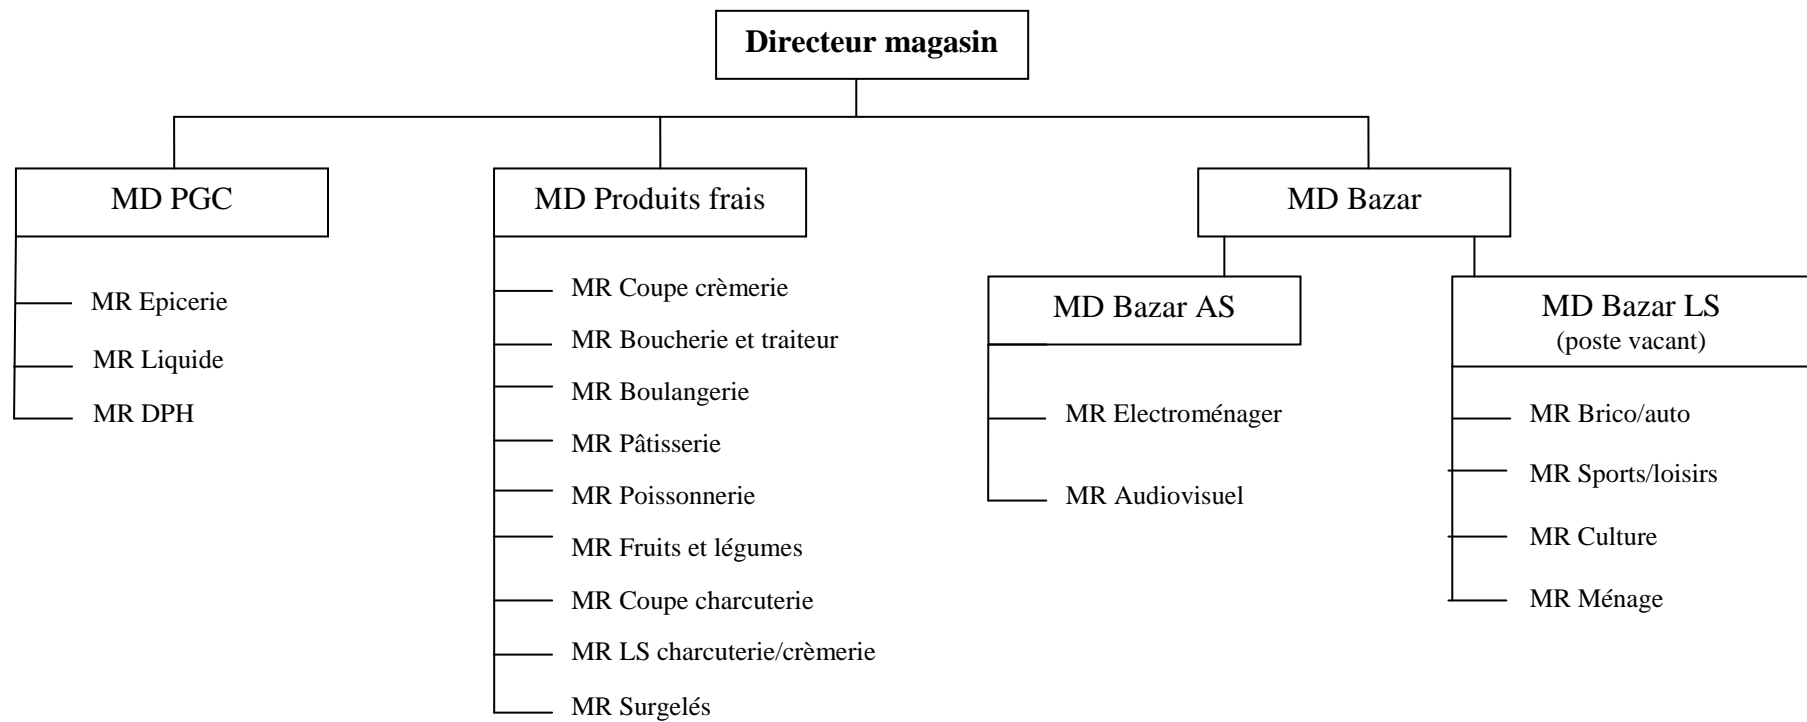 Directeur magasin
MD PGC
MR Epicerie
MR Liquide
MR DPH
MD Produits frais
MR Coupe crèmerie
MR Boucherie et traiteur
MR Boulangerie
MR Pâtisserie
MR Poissonnerie
MR Fruits et légumes
MR Coupe charcuterie
MR LS charcuterie/crèmerie
MR Surgelés
MD Bazar
MD Bazar AS
MR Electroménager
MR Audiovisuel
MD Bazar LS
(poste vacant)
MR Brico/auto
MR Sports/loisirs
MR Culture
MR Ménage